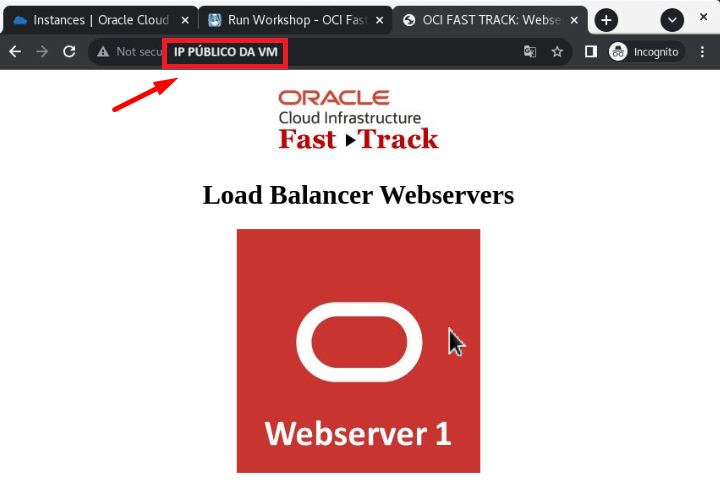 Instances | Oracle Cloud
Run Workshop - OCI Fast
OCI FAST TRACK: Webse
Not secu
IP PÚBLICO DA VM
Incognito
ORACLE
Cloud Infrastructure
Fast Track
Load Balancer Webservers
Webserver 1